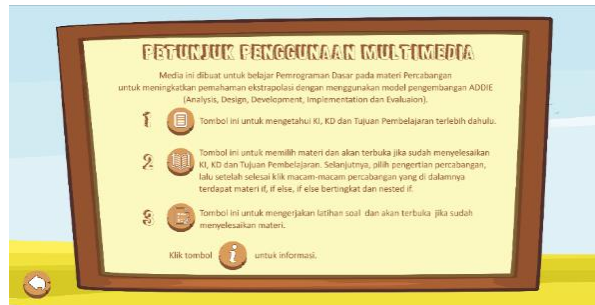 PETUNJUK PENGGUNAAN MULTIMEDIA
Media ini dibuat untuk belajar Pemrograman Dasar pada materi Percabangan
untuk meningkatkan pemahaman ekstrapolasi dengan menggunakan model pengembangan ADDIE
(Analysis, Design, Development, Implementation dan Evaluaion).
1 Tombol ini untuk mengetahui KI, KD dan Tujuan Pembelajaran terlebih dahulu.
2 Tombol ini untuk memilih materi dan akan terbuka jika sudah menyelesaikan
KI, KD dan Tujuan Pembelajaran. Selanjutnya, pilih pengertian percabangan,
lalu setelah selesai klik macam-macam percabangan yang di dalamnya
terdapat materi if, if else, if else bertingkat dan nested if.
3 Tombol ini untuk mengerjakan latihan soal dan akan terbuka jika sudah
menyelesaikan materi.
Klik tombol i untuk informasi.